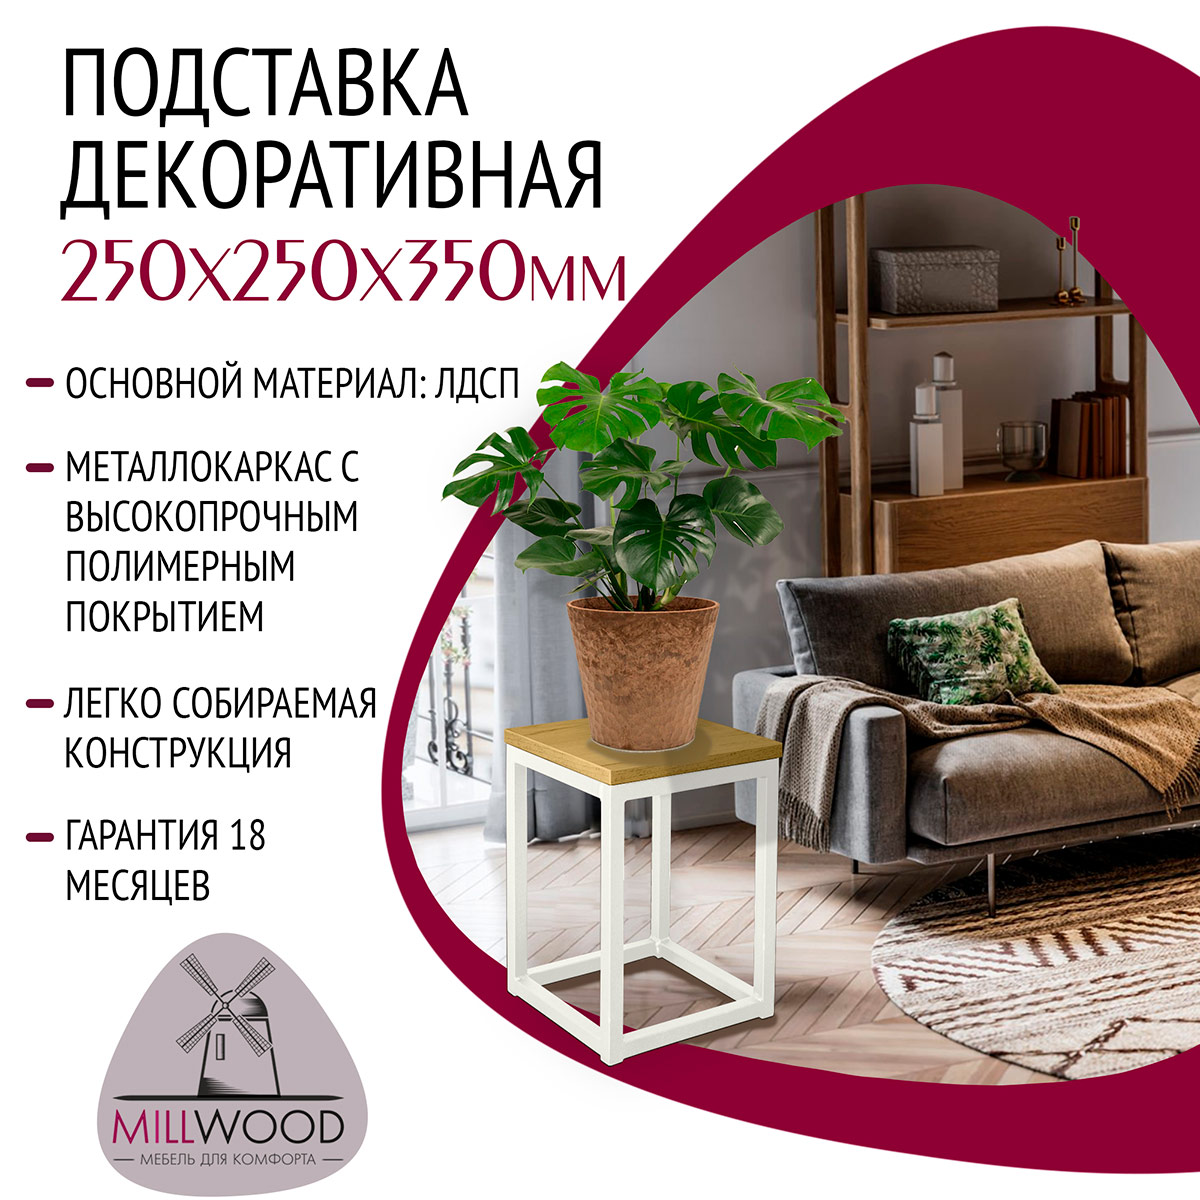 ПОДСТАВКА
ДЕКОРАТИВНАЯ
250х250х350мм
ОСНОВНОЙ МАТЕРИАЛ: ЛДСП
МЕТАЛЛОКАРКАС С
ВЫСОКОПРОЧНЫМ
ПОЛИМЕРНЫМ
ПОКРЫТИЕМ
ЛЕГКО СОБИРАЕМАЯ
КОНСТРУКЦИЯ
ГАРАНТИЯ 18
МЕСЯЦЕВ
MILLWOOD
МЕБЕЛЬ ДЛЯ КОМФОРТА